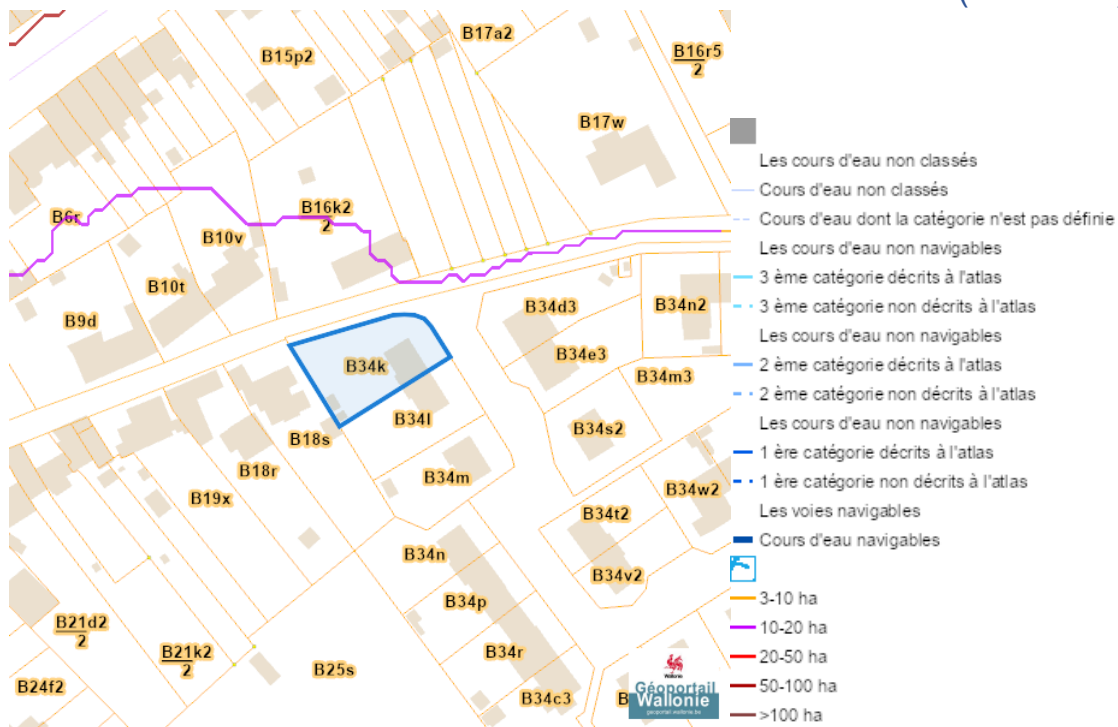 B17a2
B15p2
B16r5
2
B17w
B6r
B16k2
2
B10v
B10t
B9d
B34d3
B34n2
B34e3
B34k
B34m3
B34l
B34s2
B18s
B18r
B34m
B19x
B34w2
B34t2
B34n
B34v2
B34p
B21d2
2
B21k2
2
B34r
B25s
B24f2
B34c3
B
Wallonie
Géoportail
Wallonie
geoportail.wallonie.be
Les cours d'eau non classés
Cours d'eau non classés
Cours d'eau dont la catégorie n'est pas définie
Les cours d'eau non navigables
3 ème catégorie décrits à l'atlas
3 ème catégorie non décrits à l'atlas
Les cours d'eau non navigables
2 ème catégorie décrits à l'atlas
2 ème catégorie non décrits à l'atlas
Les cours d'eau non navigables
1 ère catégorie décrits à l'atlas
1 ère catégorie non décrits à l'atlas
Les voies navigables
Cours d'eau navigables
3-10 ha
10-20 ha
20-50 ha
50-100 ha
>100 ha